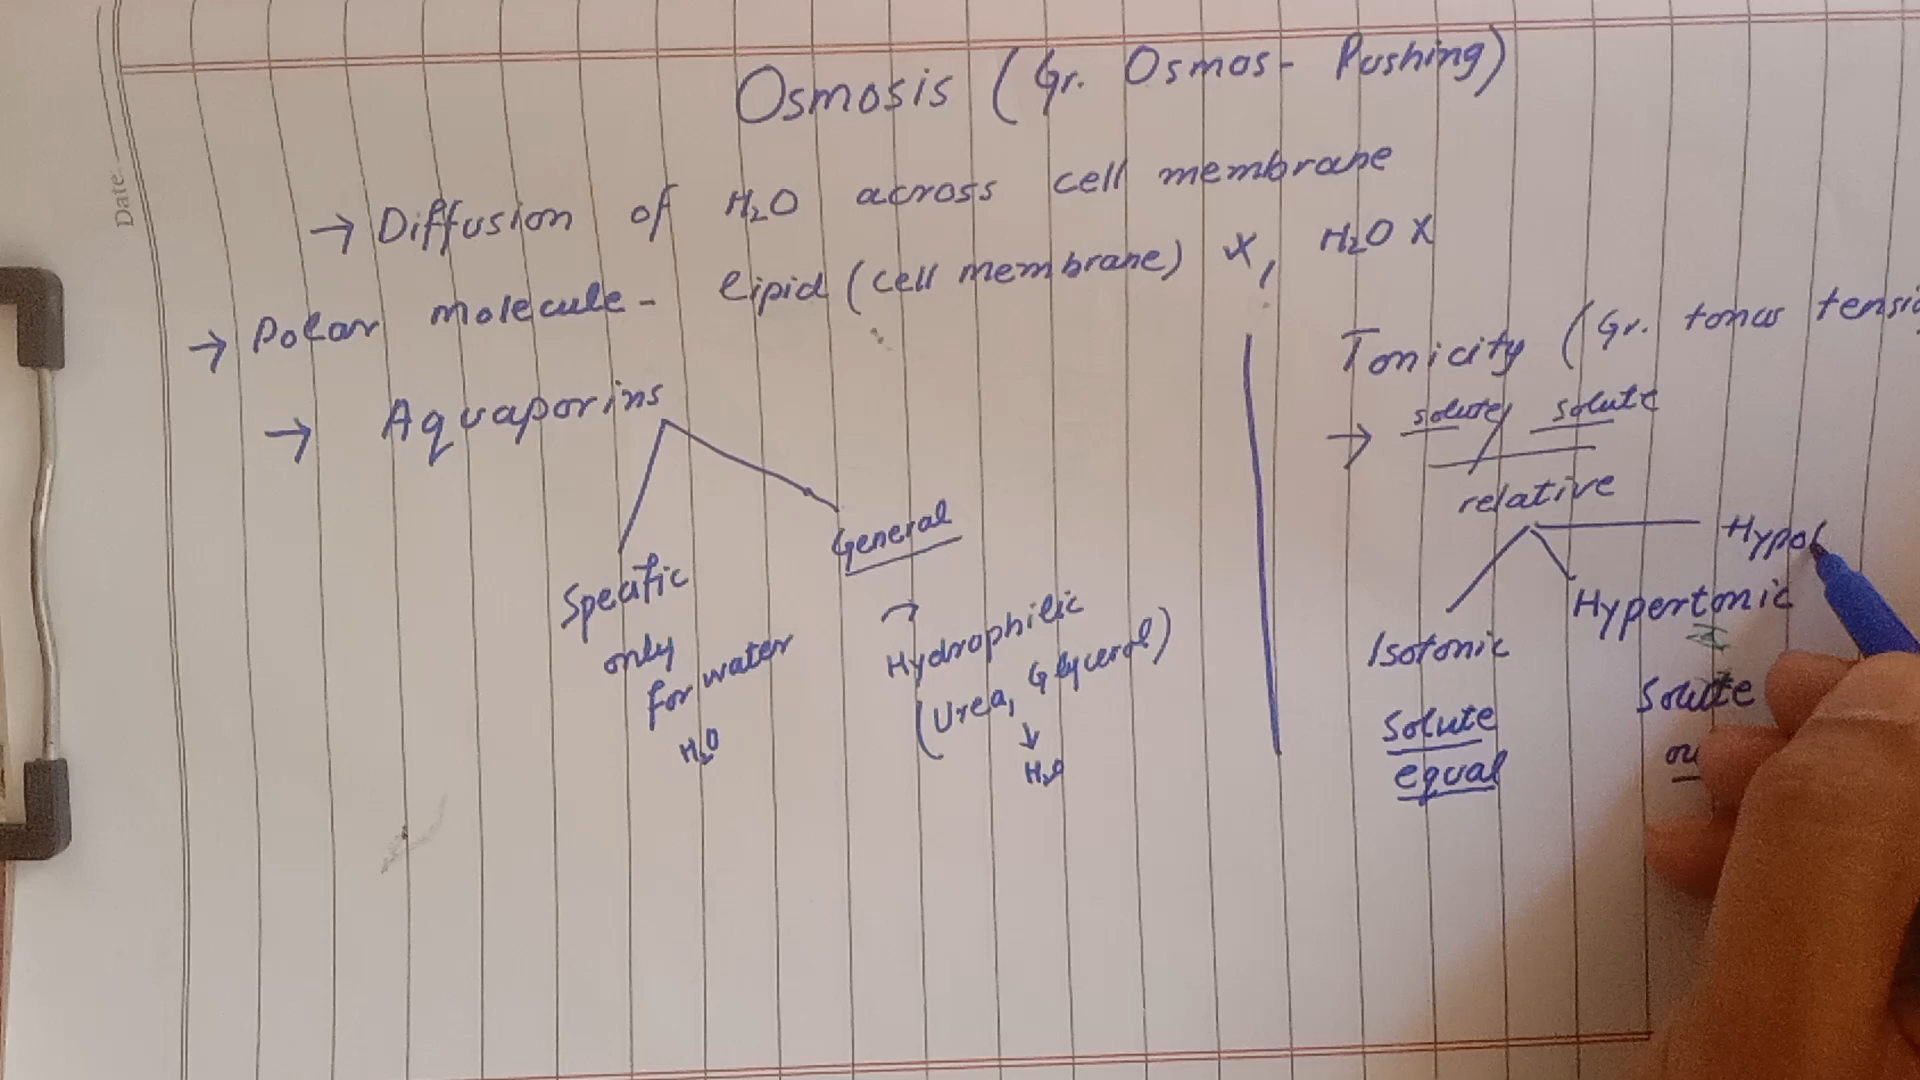 Date.
Osmosis (Gr. Osmos- Pushing)
→ Diffusion of H₂O across cell membrane
→ Polar molecule- lipid (cell membrane) X, H₂O X
→ Aquaporins
Specific
only
for water
H₂O
General
→
Hydrophilic
(Urea, Glycerol)
↓
H₂O
Tonicity (Gr. tonus
→ solute/ solute
relative
Isotonic
Solute
equal
Hypertonic
Solute
Hypo